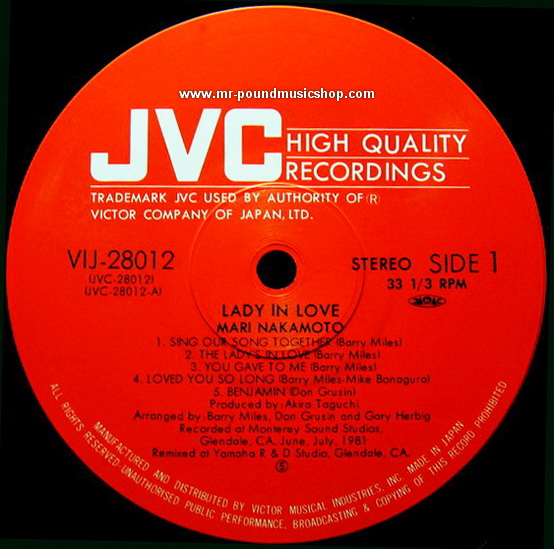 www.mr-poundmusicshop.com
JVC HIGH QUALITY
RECORDINGS
TRADEMARK JVC USED BY AUTHORITY OF (R)
VICTOR COMPANY OF JAPAN, LTD.
VIJ-28012
(JVC-28012)
(JVC-28012-A)
STEREO SIDE 1
33 1/3 RPM
LADY IN LOVE
MARI NAKAMOTO
1. SING OUR SONG TOGETHER (Barry Miles)
2. THE LADY'S IN LOVE (Barry Miles)
3. YOU GAVE TO ME (Barry Miles)
4. LOVED YOU SO LONG (Barry Miles-Mike Bonagura)
5. BENJAMIN (Don Grusin)
Produced by: Akira Taguchi
Arranged by: Barry Miles, Don Grusin and Gary Herbig
Recorded at Monterey Sound Studios,
Glendale, CA. June, July, 1981
Remixed at Yamaha R & D Studio, Glendale, CA.
S
MANUFACTURED AND DISTRIBUTED BY VICTOR MUSICAL INDUSTRIES, INC. MADE IN JAPAN
ALL RIGHTS RESERVED. UNAUTHORISED PUBLIC PERFORMANCE, BROADCASTING & COPYING OF THIS RECORD PROHIBITED